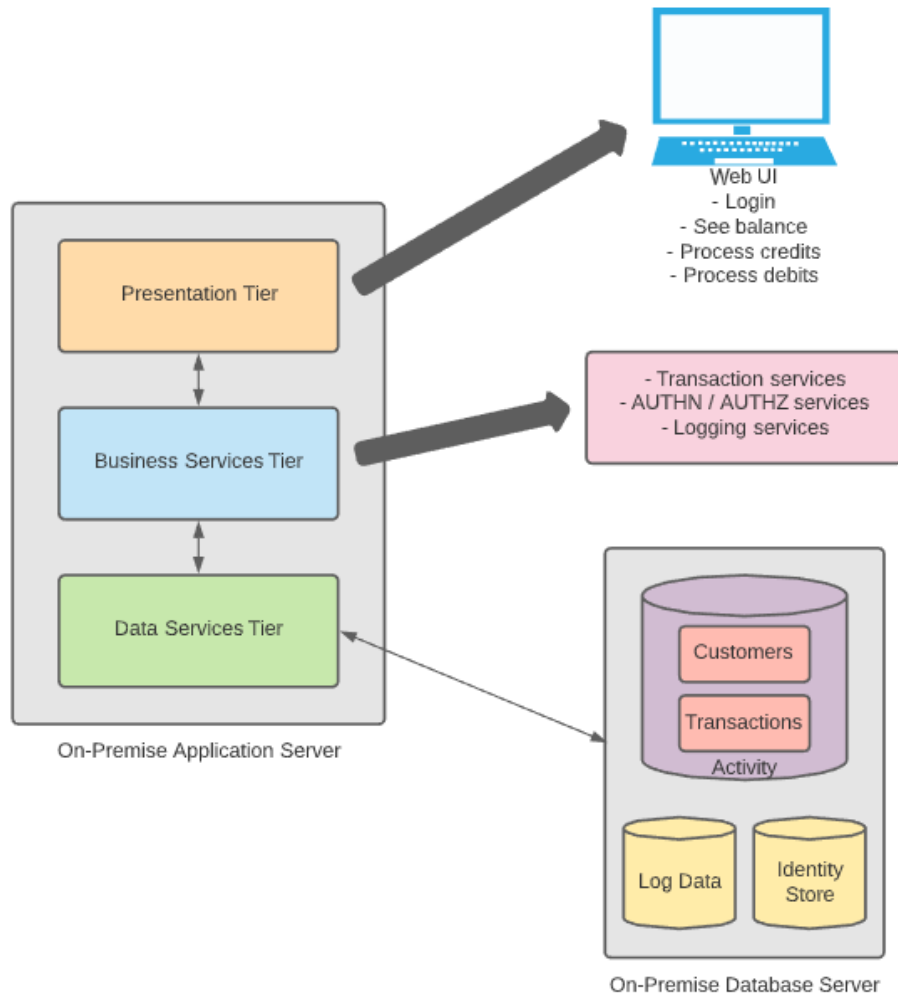 Web UI
- Login
- See balance
- Process credits
- Process debits
Presentation Tier
Business Services Tier
Data Services Tier
On-Premise Application Server
- Transaction services
- AUTHN / AUTHZ services
- Logging services
Customers
Transactions
Activity
Log Data
Identity
Store
On-Premise Database Server